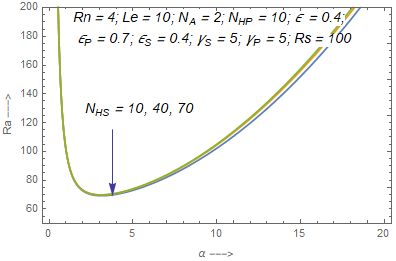 Rn = 4; Le = 10; N_A = 2; N_HP = 10; ϵ = 0.4;
ϵ_P = 0.7; ϵ_S = 0.4; γ_S = 5; γ_P = 5; Rs = 100
N_HS = 10, 40, 70
200
180
160
140
120
100
80
60
Ra ---->
0
5
10
15
20
α --->